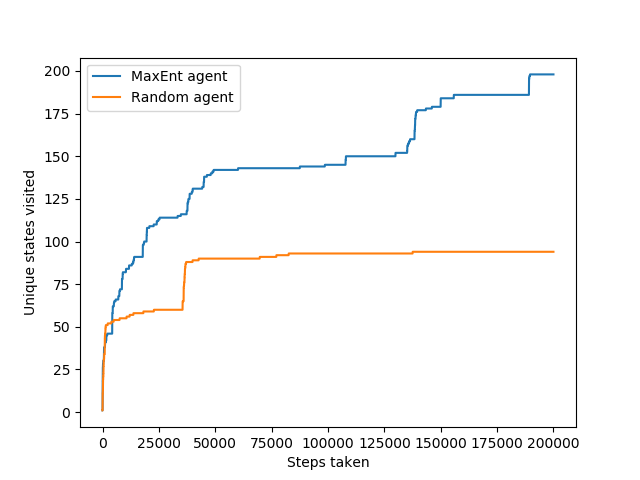 MaxEnt agent
Random agent
200
175
150
125
100
75
50
25
0
Unique states visited
0 25000 50000 75000 100000 125000 150000 175000 200000
Steps taken